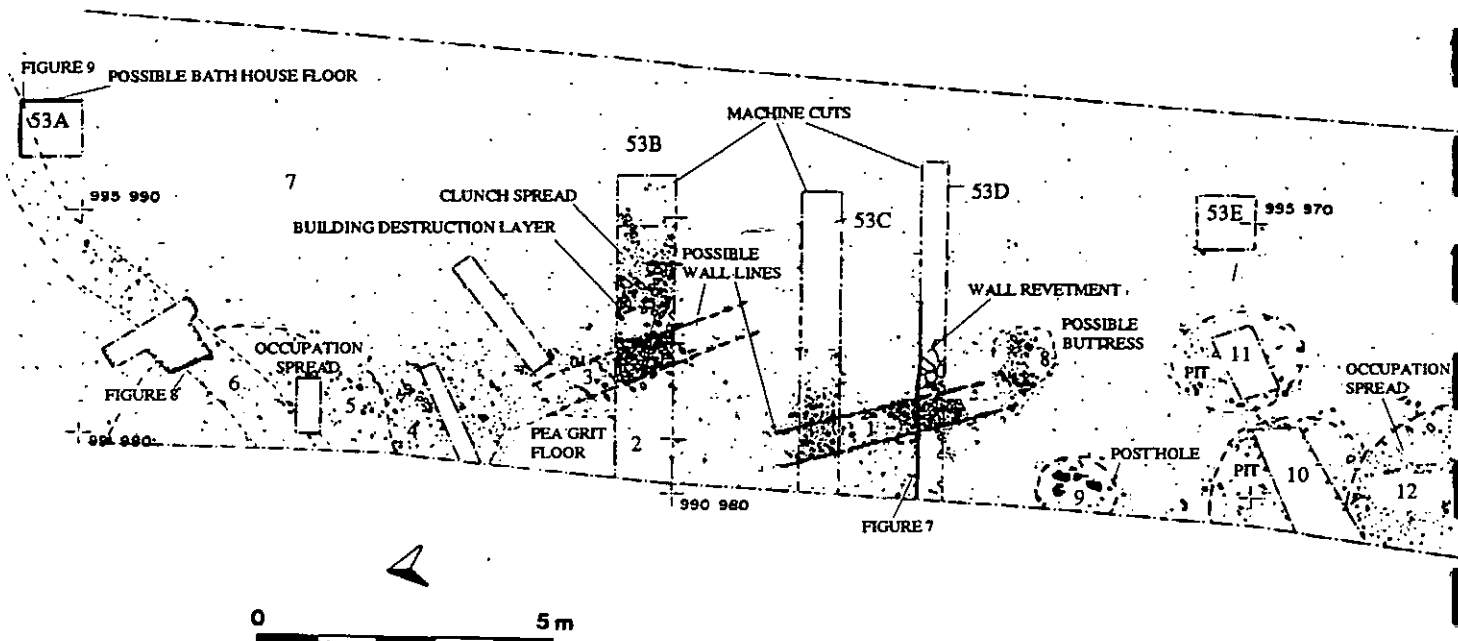 FIGURE 9
POSSIBLE BATH HOUSE FLOOR
53A
MACHINE CUTS
53B
7
995 990
CLUNCH SPREAD
BUILDING DESTRUCTION LAYER
POSSIBLE
WALL LINES
53C
53D
53E
995 970
WALL REVETMENT
POSSIBLE
BUTTRESS
8
OCCUPATION
SPREAD
FIGURE 8
6
5
4
3
11
PIT
OCCUPATION
SPREAD
PEA GRIT
FLOOR
2
1
POST HOLE
9
PIT
10
12
990 980
FIGURE 7
0
5 m